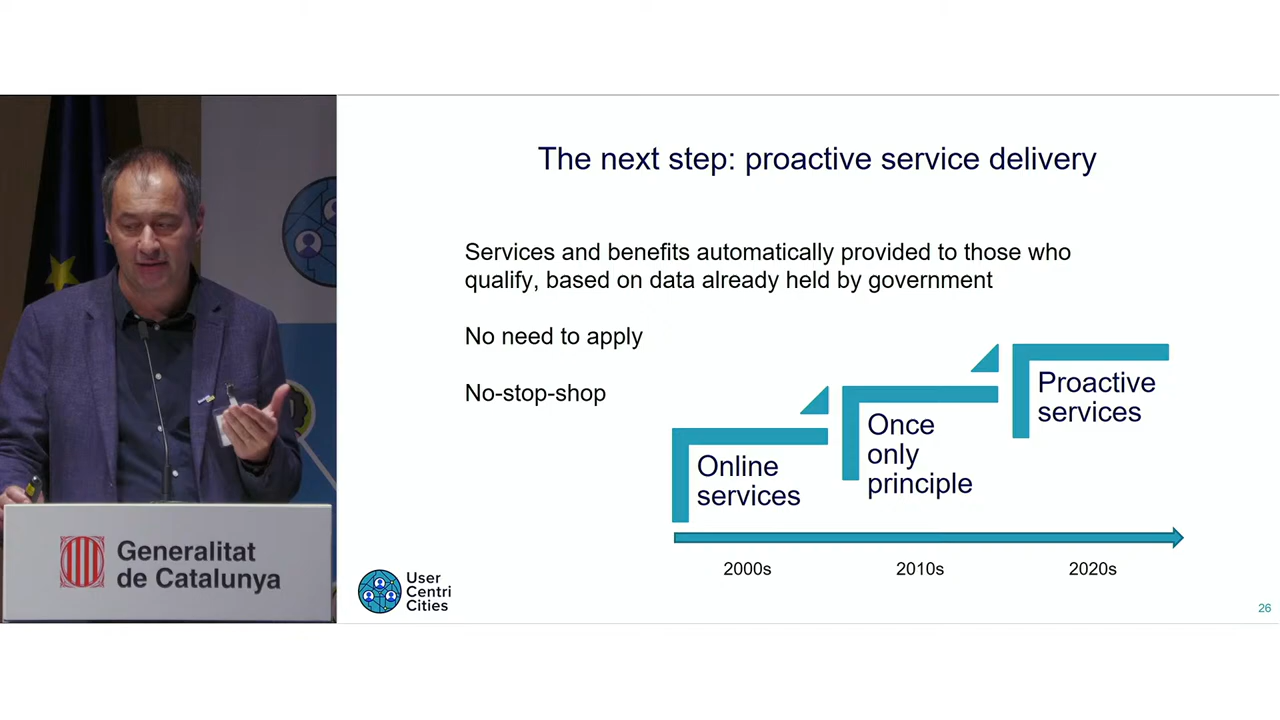 The next step: proactive service delivery
Services and benefits automatically provided to those who
qualify, based on data already held by government
No need to apply
No-stop-shop
Online
services
Once
only
principle
Proactive
services
2000s
2010s
2020s
Generalitat
de Catalunya
User
Centri
Cities
26